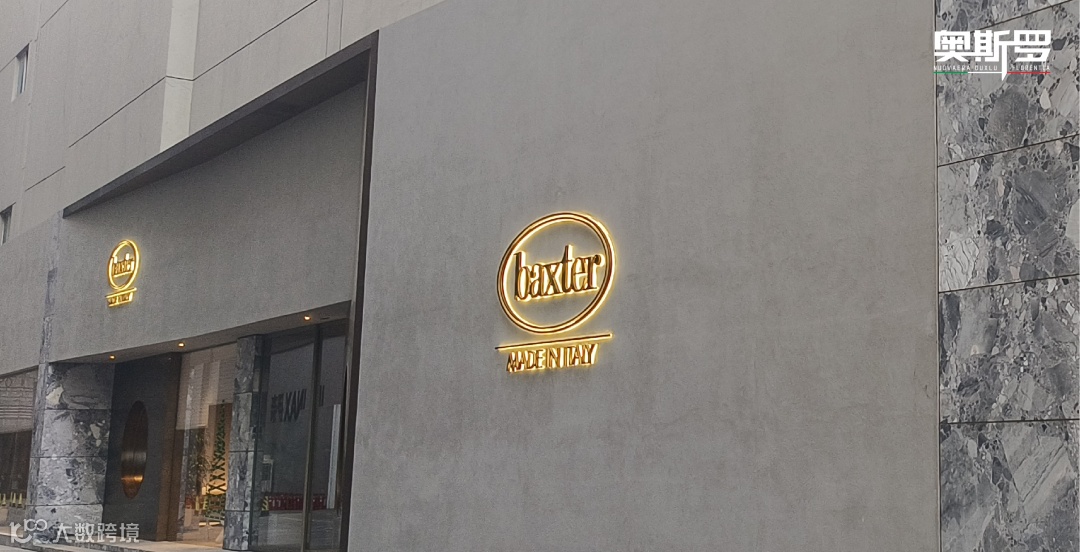 奥斯罗
baxter
MADE IN ITALY
baxter
MADE IN ITALY
大数跨境